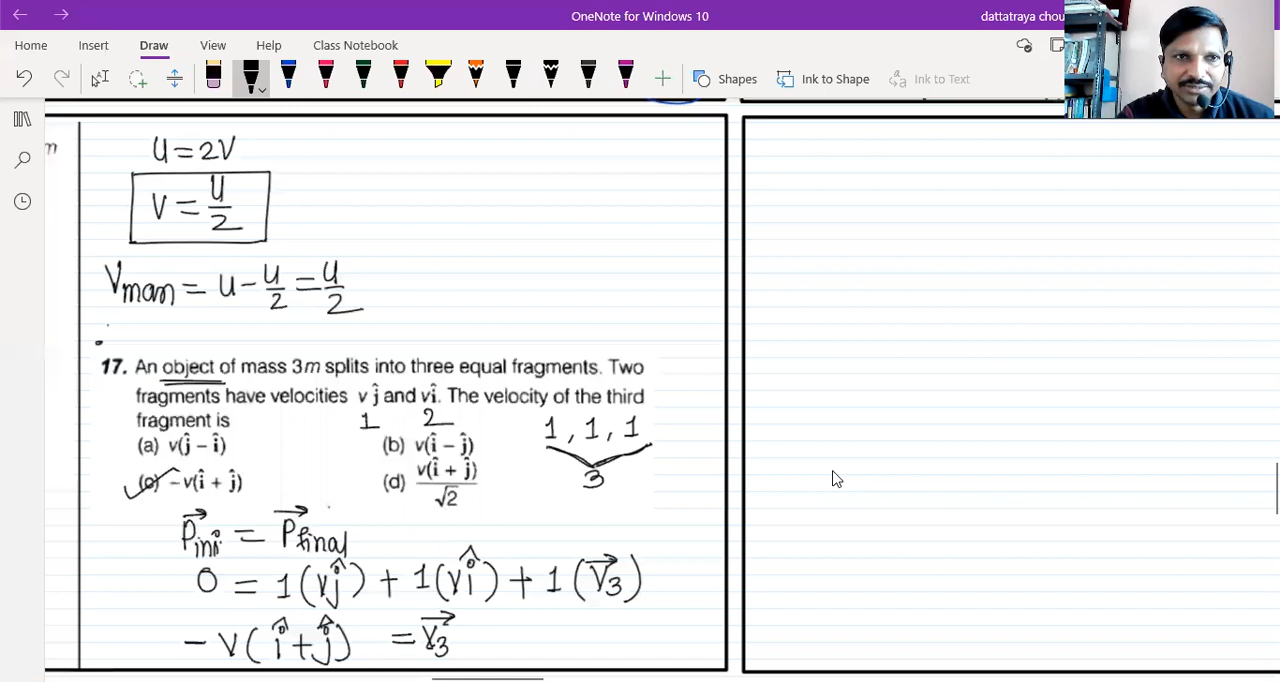 OneNote for Windows 10
dattatraya chou
Home Insert Draw View Help Class Notebook
Shapes Ink to Shape Ink to Text
m
u = 2V
V = u/2
Vman = u - u/2 = u/2
17. An object of mass 3m splits into three equal fragments. Two
fragments have velocities v ĵ and vî. The velocity of the third
fragment is
1 2 1, 1, 1
(a) v(ĵ – î) (b) v(î – ĵ)
3
(c) –v(î + ĵ) (d) v(î + ĵ)/√2
P⃗ini = P⃗final
0 = 1(vĵ) + 1(vî) + 1(V⃗3)
- v(î + ĵ) = V⃗3